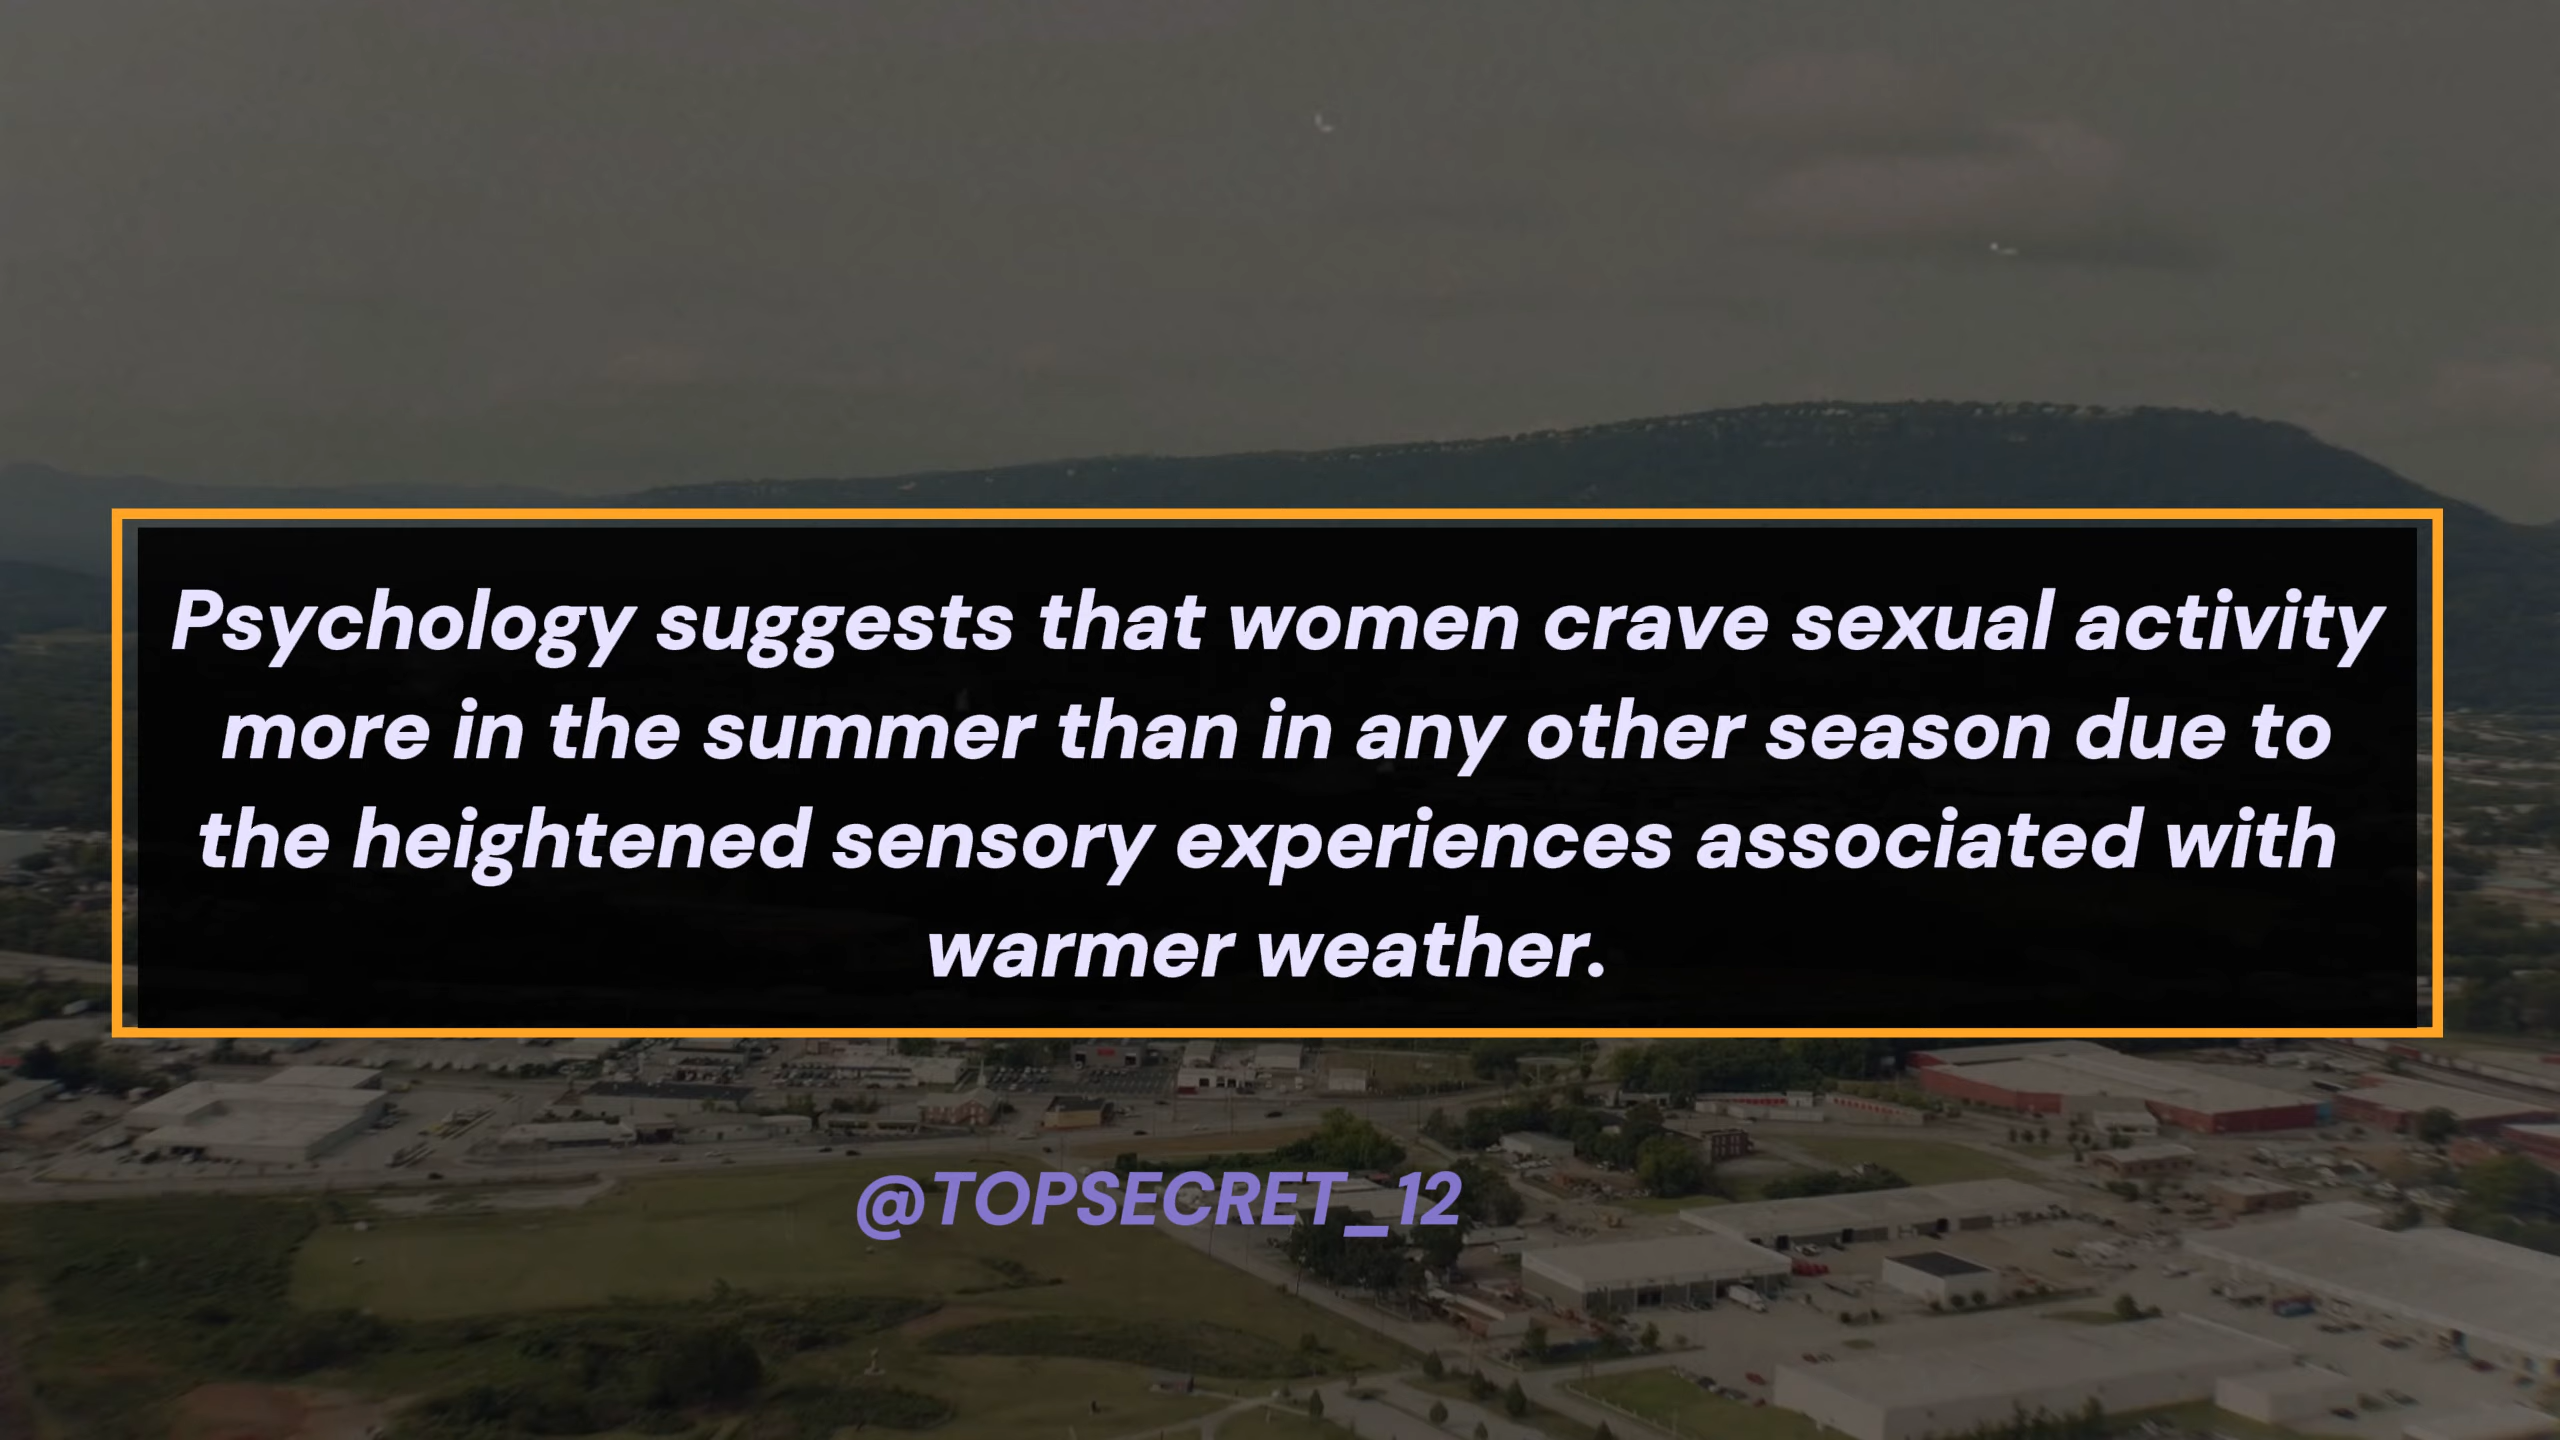 Psychology suggests that women crave sexual activity
more in the summer than in any other season due to
the heightened sensory experiences associated with
warmer weather.
@TOPSECRET_12